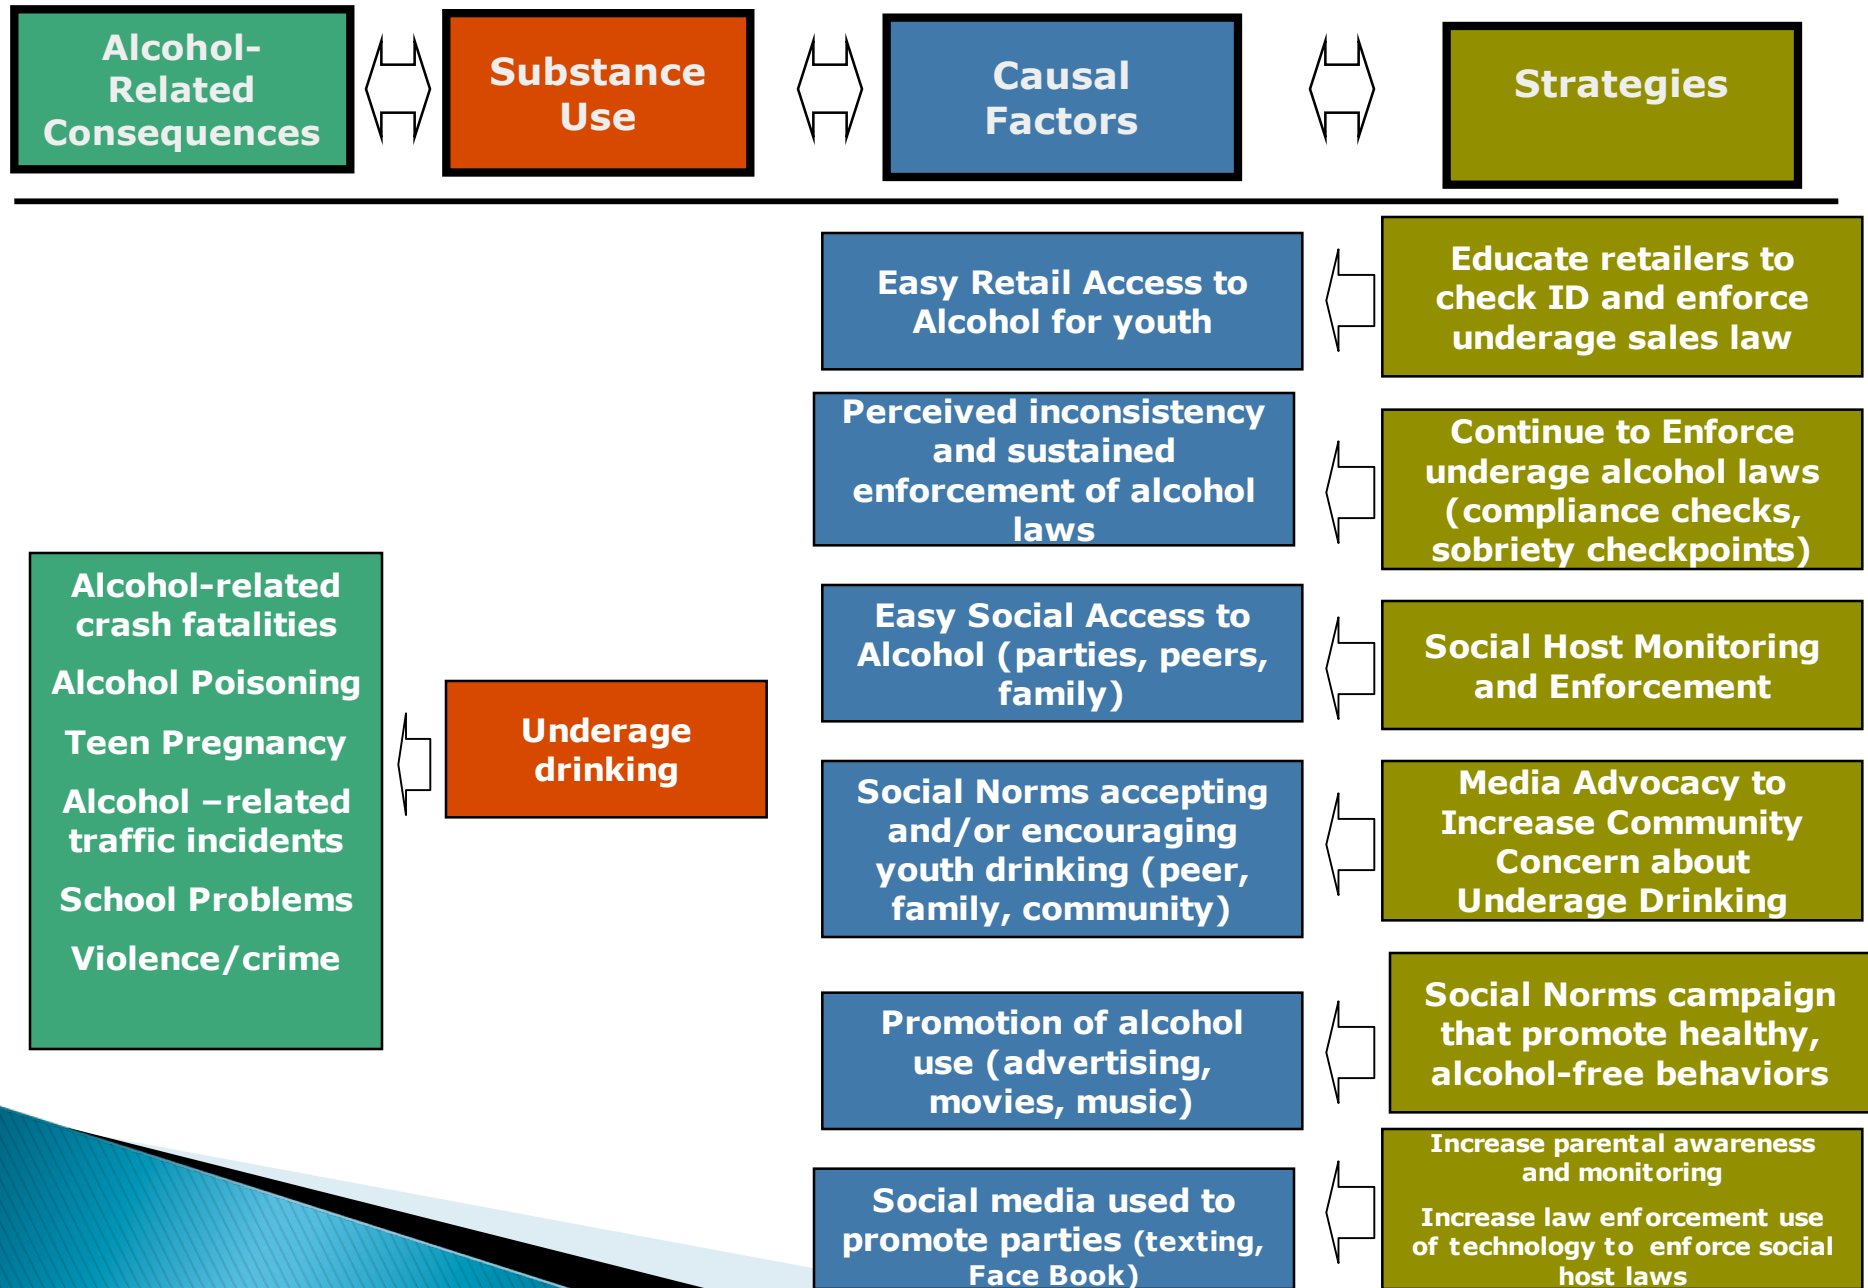 Alcohol-
Related
Consequences
Substance
Use
Causal
Factors
Strategies
Easy Retail Access to
Alcohol for youth
Educate retailers to
check ID and enforce
underage sales law
Perceived inconsistency
and sustained
enforcement of alcohol
laws
Continue to Enforce
underage alcohol laws
(compliance checks,
sobriety checkpoints)
Alcohol-related
crash fatalities
Alcohol Poisoning
Teen Pregnancy
Alcohol –related
traffic incidents
School Problems
Violence/crime
Underage
drinking
Easy Social Access to
Alcohol (parties, peers,
family)
Social Host Monitoring
and Enforcement
Social Norms accepting
and/or encouraging
youth drinking (peer,
family, community)
Media Advocacy to
Increase Community
Concern about
Underage Drinking
Promotion of alcohol
use (advertising,
movies, music)
Social Norms campaign
that promote healthy,
alcohol-free behaviors
Social media used to
promote parties (texting,
Face Book)
Increase parental awareness
and monitoring
Increase law enforcement use
of technology to enforce social
host laws